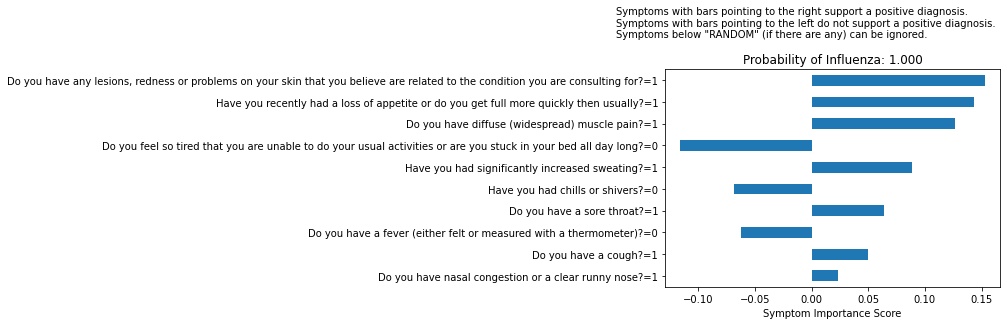 Symptoms with bars pointing to the right support a positive diagnosis.
Symptoms with bars pointing to the left do not support a positive diagnosis.
Symptoms below "RANDOM" (if there are any) can be ignored.
Probability of Influenza: 1.000
Do you have any lesions, redness or problems on your skin that you believe are related to the condition you are consulting for?=1
Have you recently had a loss of appetite or do you get full more quickly then usually?=1
Do you have diffuse (widespread) muscle pain?=1
Do you feel so tired that you are unable to do your usual activities or are you stuck in your bed all day long?=0
Have you had significantly increased sweating?=1
Have you had chills or shivers?=0
Do you have a sore throat?=1
Do you have a fever (either felt or measured with a thermometer)?=0
Do you have a cough?=1
Do you have nasal congestion or a clear runny nose?=1
−0.10 −0.05 0.00 0.05 0.10 0.15
Symptom Importance Score